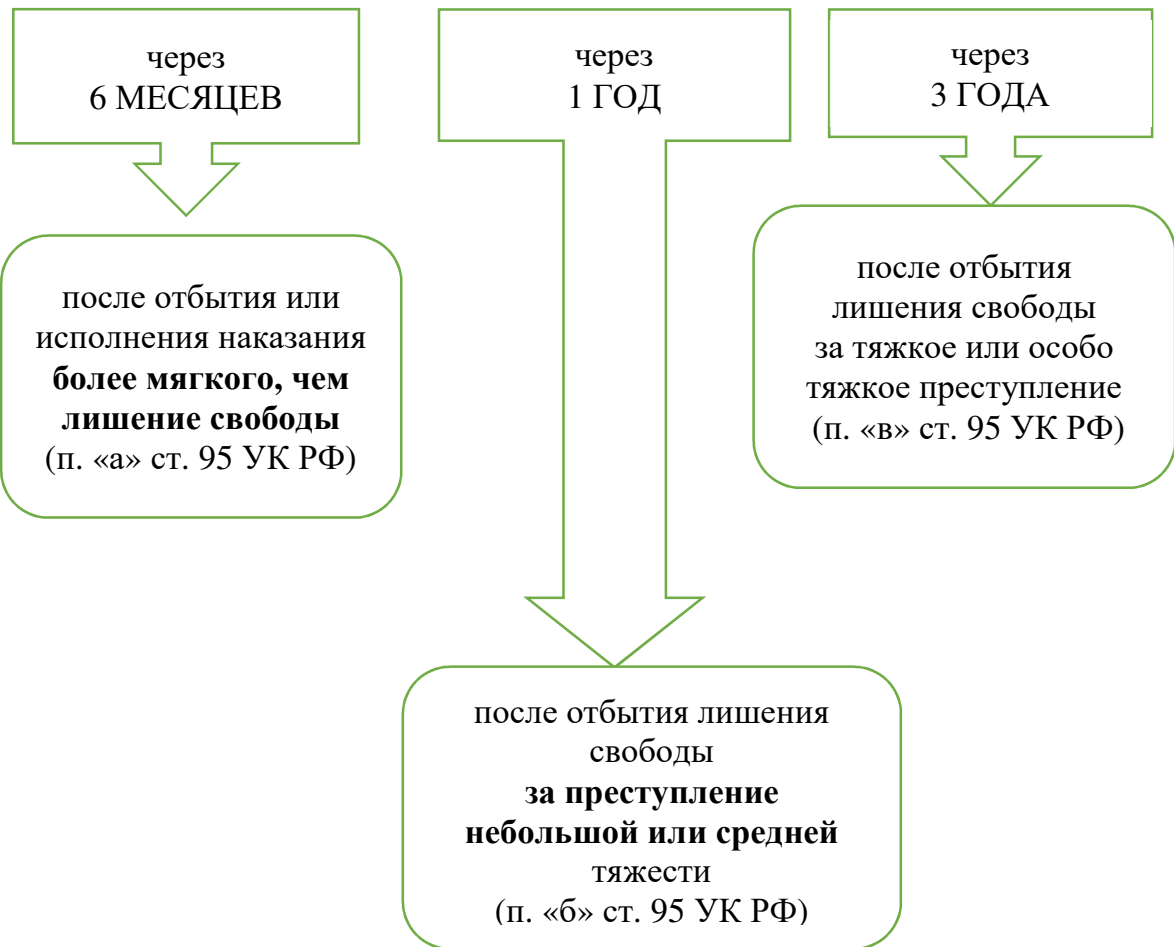 через
6 МЕСЯЦЕВ
после отбытия или
исполнения наказания
более мягкого, чем
лишение свободы
(п. «а» ст. 95 УК РФ)
через
1 ГОД
после отбытия лишения
свободы
за преступление
небольшой или средней
тяжести
(п. «б» ст. 95 УК РФ)
через
3 ГОДА
после отбытия
лишения свободы
за тяжкое или особо
тяжкое преступление
(п. «в» ст. 95 УК РФ)